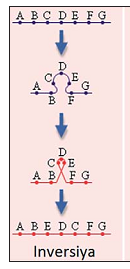 A B C D E F G
D
C E
A B F G
D
C E
A B F G
A B E D C F G
Inversiya